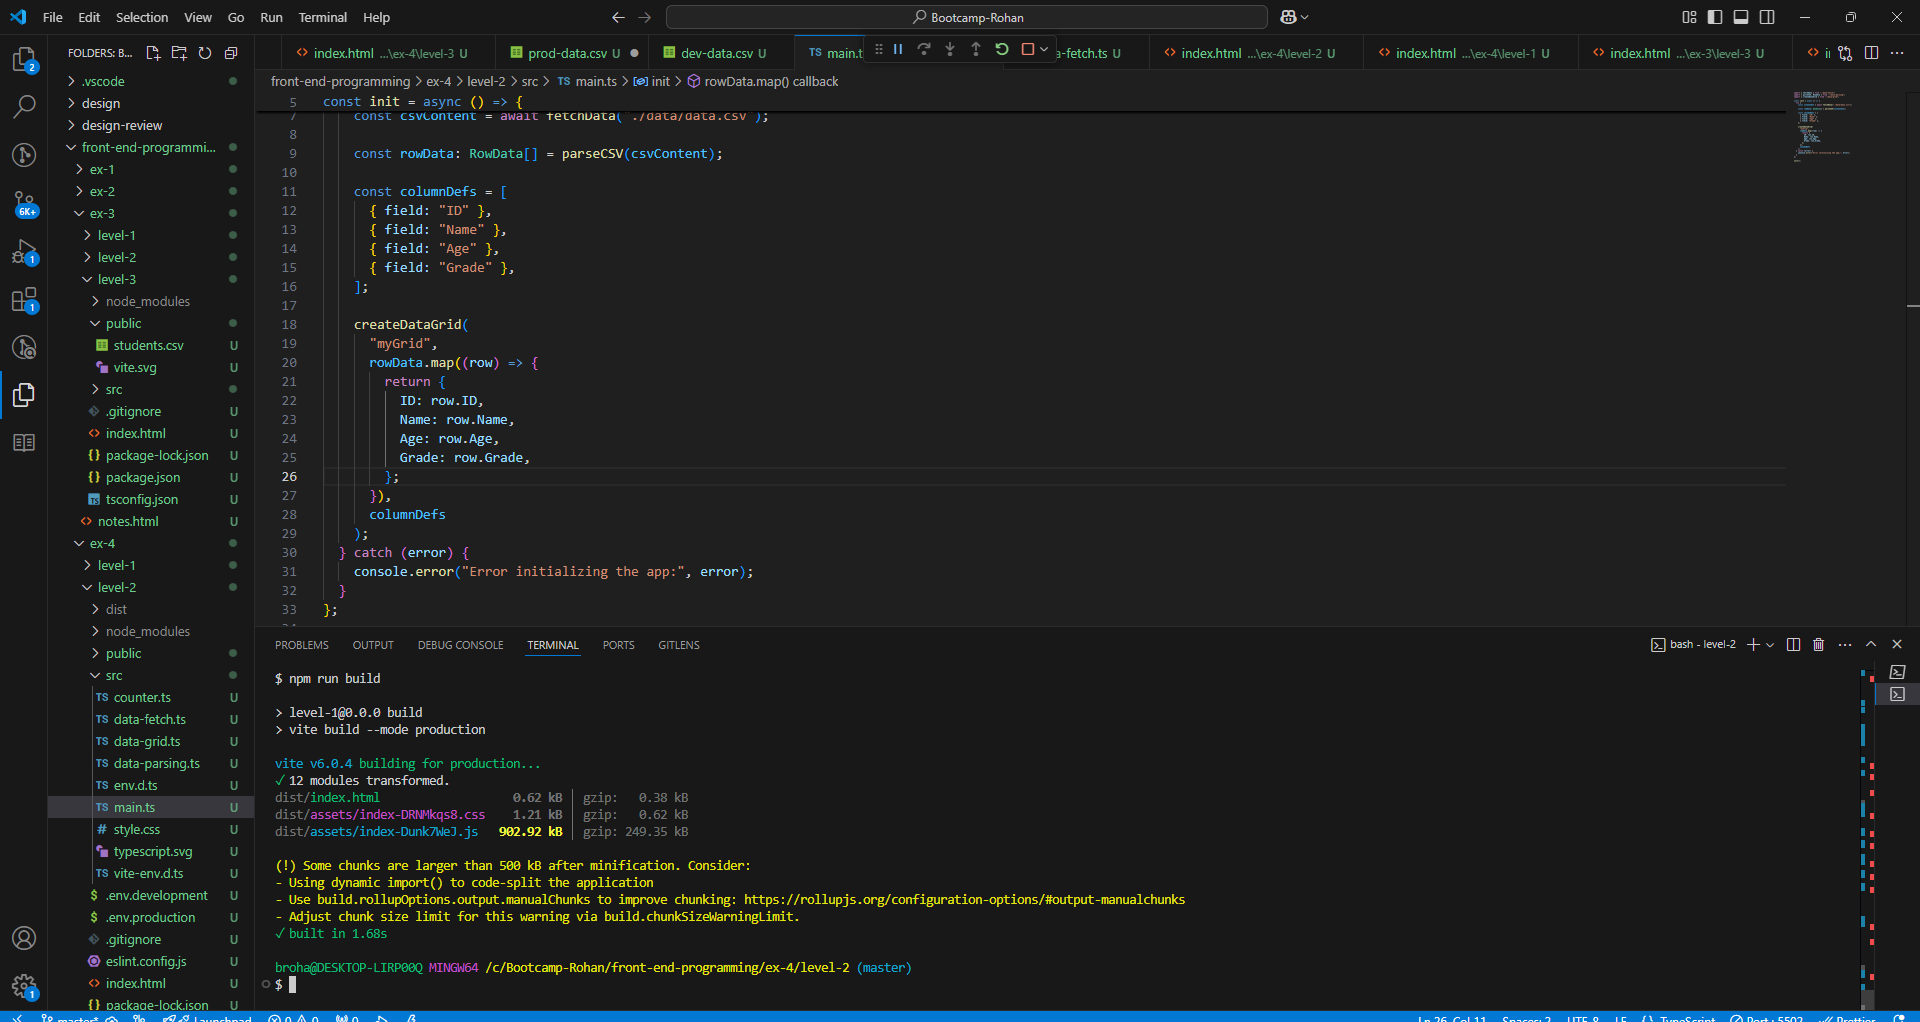 File Edit Selection View Go Run Terminal Help
Bootcamp-Rohan
FOLDERS: B...
index.html ...\ex-4\level-3 U
prod-data.csv U
dev-data.csv U
TS main.t
a-fetch.ts U
index.html ...\ex-4\level-2 U
index.html ...\ex-4\level-1 U
index.html ...\ex-3\level-3 U
front-end-programming > ex-4 > level-2 > src > TS main.ts > init > rowData.map() callback
2
6K+
1
1
1
.vscode
design
design-review
front-end-programmi...
ex-1
ex-2
ex-3
level-1
level-2
level-3
node_modules
public
students.csv U
vite.svg U
src
.gitignore U
index.html U
package-lock.json U
package.json U
TS tsconfig.json U
notes.html U
ex-4
level-1
level-2
dist
node_modules
public
src
TS counter.ts U
TS data-fetch.ts U
TS data-grid.ts U
TS data-parsing.ts U
TS env.d.ts U
TS main.ts U
# style.css U
typescript.svg U
TS vite-env.d.ts U
$ .env.development U
$ .env.production U
.gitignore U
eslint.config.js U
index.html U
package-lock.json U
5 const init = async () => {
7 const csvContent = await fetchData("./data/data.csv");
8
9 const rowData: RowData[] = parseCSV(csvContent);
10
11 const columnDefs = [
12 { field: "ID" },
13 { field: "Name" },
14 { field: "Age" },
15 { field: "Grade" },
16 ];
17
18 createDataGrid(
19 "myGrid",
20 rowData.map((row) => {
21 return {
22 ID: row.ID,
23 Name: row.Name,
24 Age: row.Age,
25 Grade: row.Grade,
26 };
27 }),
28 columnDefs
29 );
30 } catch (error) {
31 console.error("Error initializing the app:", error);
32 }
33 };
PROBLEMS OUTPUT DEBUG CONSOLE TERMINAL PORTS GITLENS
bash - level-2
$ npm run build
> level-1@0.0.0 build
> vite build --mode production
vite v6.0.4 building for production...
✓ 12 modules transformed.
dist/index.html 0.62 kB │ gzip: 0.38 kB
dist/assets/index-DRNMkqs8.css 1.21 kB │ gzip: 0.62 kB
dist/assets/index-Dunk7WeJ.js 902.92 kB │ gzip: 249.35 kB
(!) Some chunks are larger than 500 kB after minification. Consider:
- Using dynamic import() to code-split the application
- Use build.rollupOptions.output.manualChunks to improve chunking: https://rollupjs.org/configuration-options/#output-manualchunks
- Adjust chunk size limit for this warning via build.chunkSizeWarningLimit.
✓ built in 1.68s
broha@DESKTOP-LIRP00Q MINGW64 /c/Bootcamp-Rohan/front-end-programming/ex-4/level-2 (master)
$
master* Launchpad 0 0 0 Ln 26, Col 11 Spaces: 2 UTF-8 LF {} TypeScript Port : 5502 Prettier